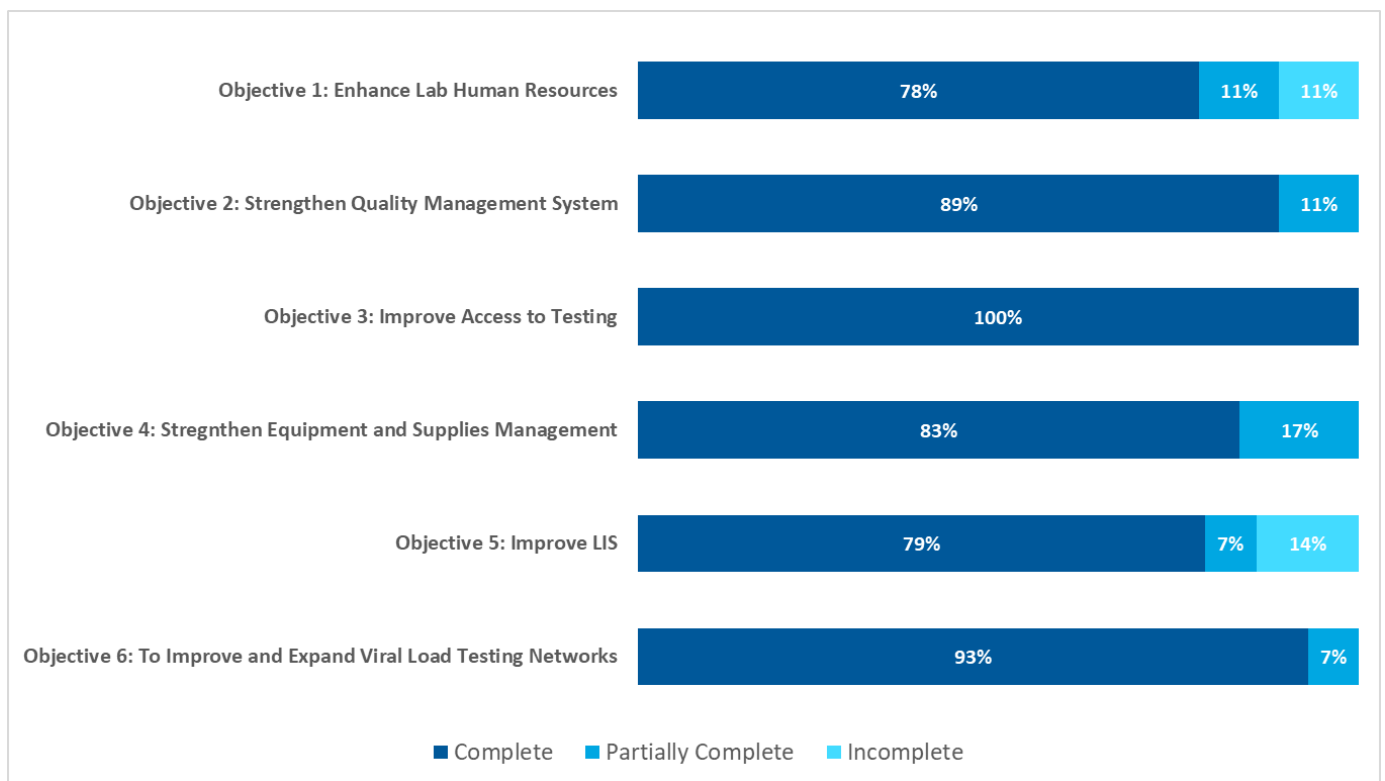 Objective 1: Enhance Lab Human Resources
78% 11% 11%
Objective 2: Strengthen Quality Management System
89% 11%
Objective 3: Improve Access to Testing
100%
Objective 4: Stregnthen Equipment and Supplies Management
83% 17%
Objective 5: Improve LIS
79% 7% 14%
Objective 6: To Improve and Expand Viral Load Testing Networks
93% 7%
Complete Partially Complete Incomplete